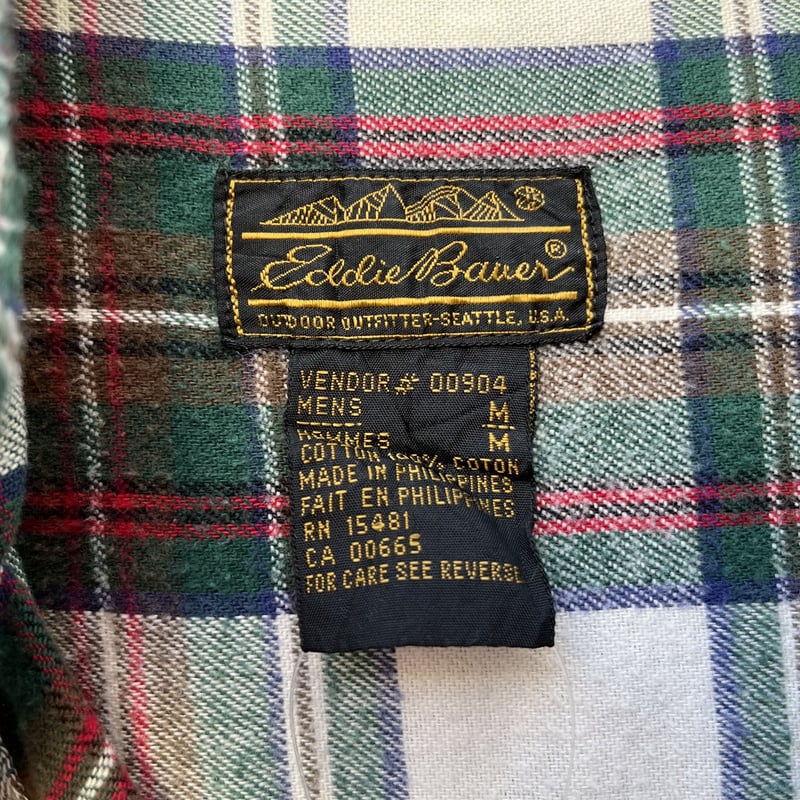 Eddie Bauer®
OUTDOOR OUTFITTER-SEATTLE, U.S.A.
VENDOR # 00904
MENS M
HOMMES M
COTTON 100% COTON
MADE IN PHILIPPINES
FAIT EN PHILIPPINES
RN 15481
CA 00665
FOR CARE SEE REVERSE